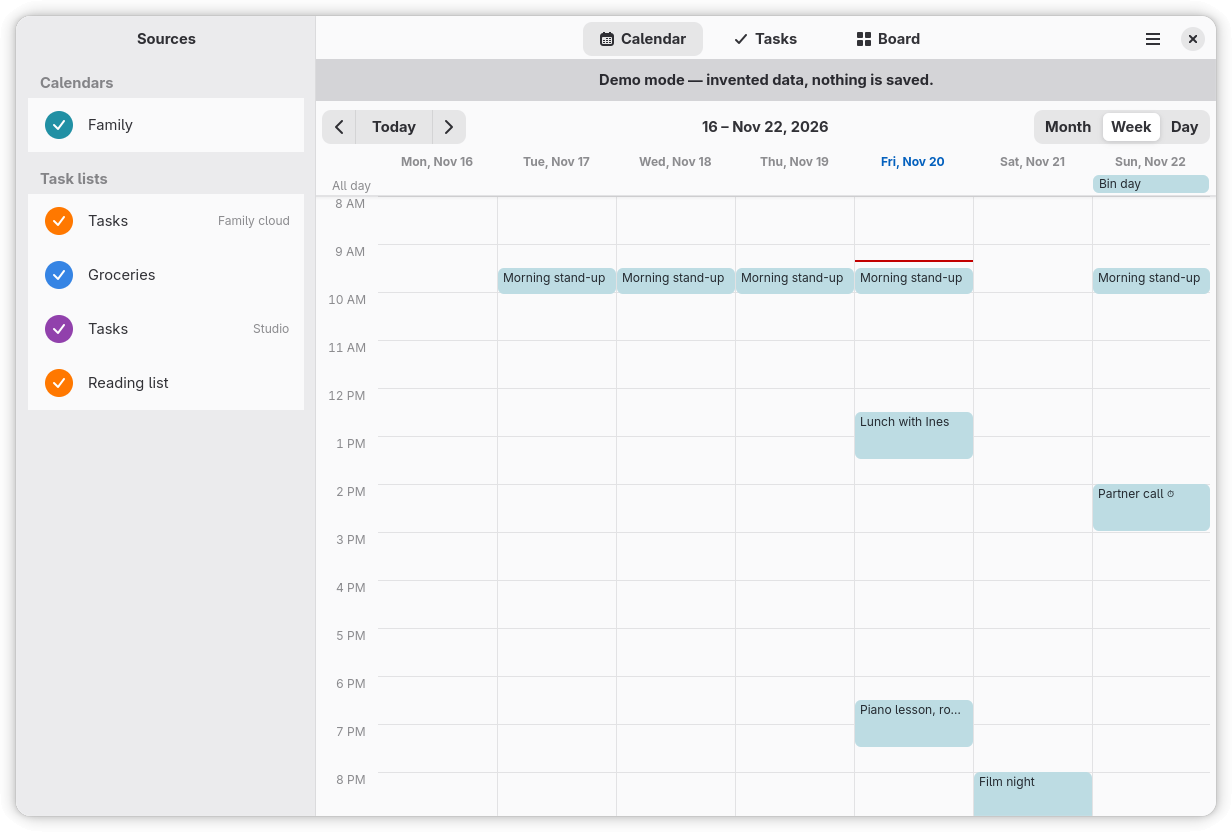 Sources
Calendar
Tasks
Board
Demo mode — invented data, nothing is saved.
Calendars
Family
Task lists
Tasks Family cloud
Groceries
Tasks Studio
Reading list
Today
16 – Nov 22, 2026
Month Week Day
Mon, Nov 16 Tue, Nov 17 Wed, Nov 18 Thu, Nov 19 Fri, Nov 20 Sat, Nov 21 Sun, Nov 22
All day Bin day
8 AM
9 AM
Morning stand-up Morning stand-up Morning stand-up Morning stand-up Morning stand-up
10 AM
11 AM
12 PM
Lunch with Ines
1 PM
2 PM
Partner call
3 PM
4 PM
5 PM
6 PM
Piano lesson, ro...
7 PM
8 PM
Film night